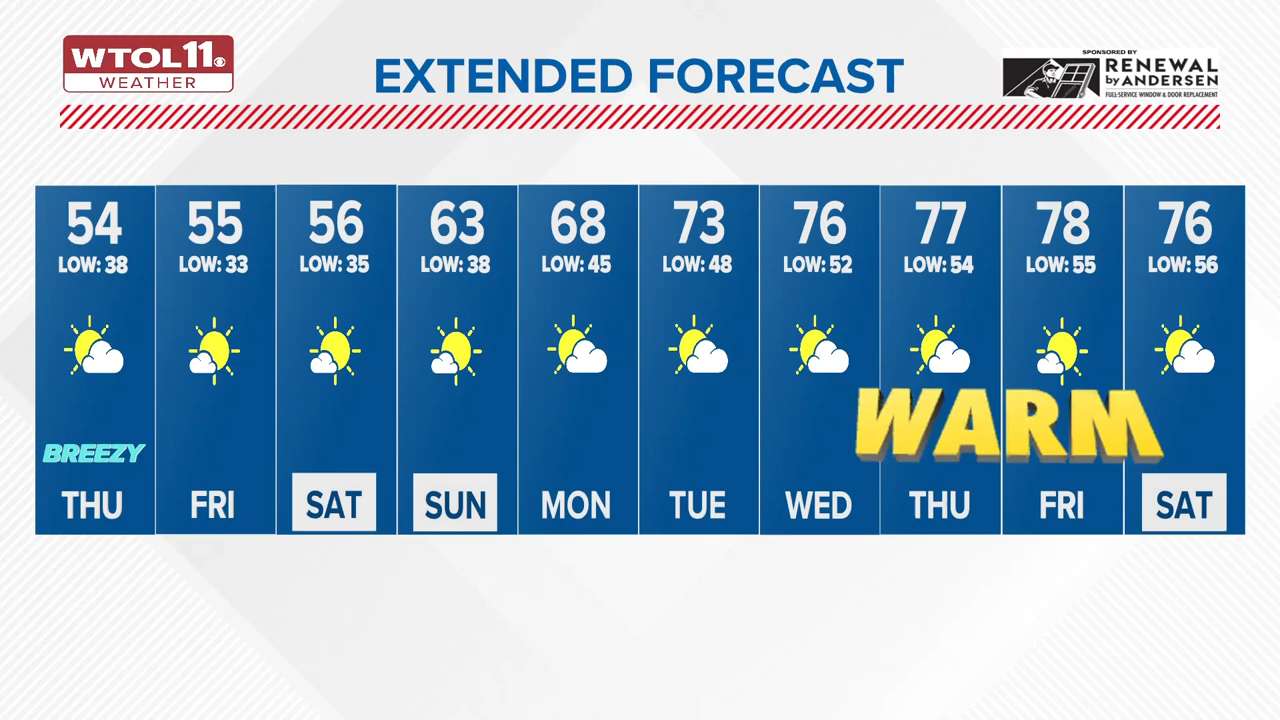 WTOL 11
WEATHER
EXTENDED FORECAST
SPONSORED BY
RENEWAL
by ANDERSEN
FULL-SERVICE WINDOW & DOOR REPLACEMENT
54 55 56 63 68 73 76 77 78 76
LOW: 38 LOW: 33 LOW: 35 LOW: 38 LOW: 45 LOW: 48 LOW: 52 LOW: 54 LOW: 55 LOW: 56
WARM
BREEZY
THU FRI SAT SUN MON TUE WED THU FRI SAT